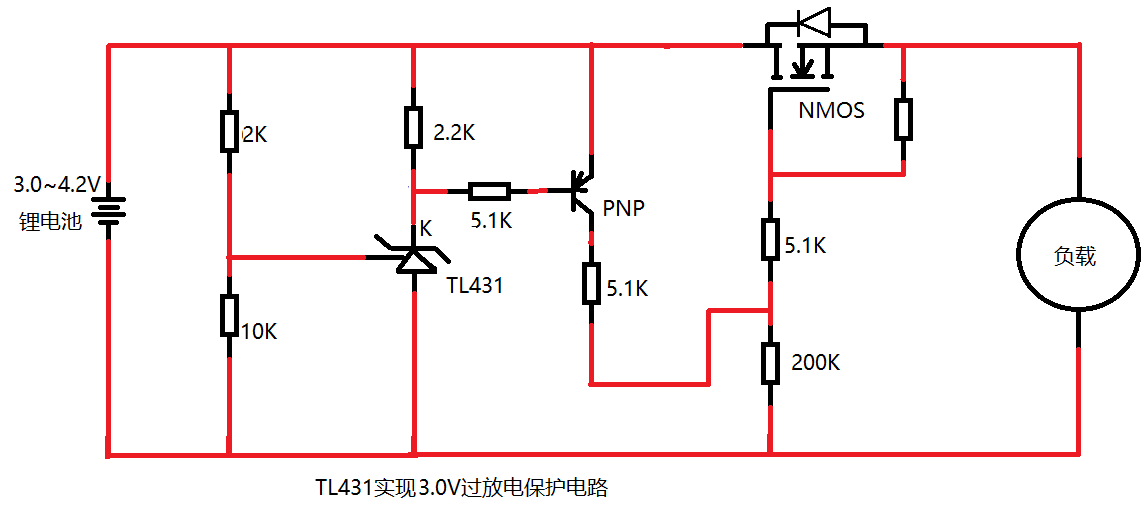 NMOS
2K
2.2K
3.0~4.2V
锂电池
5.1K
PNP
K
5.1K
负载
TL431
5.1K
10K
200K
TL431实现3.0V过放电保护电路